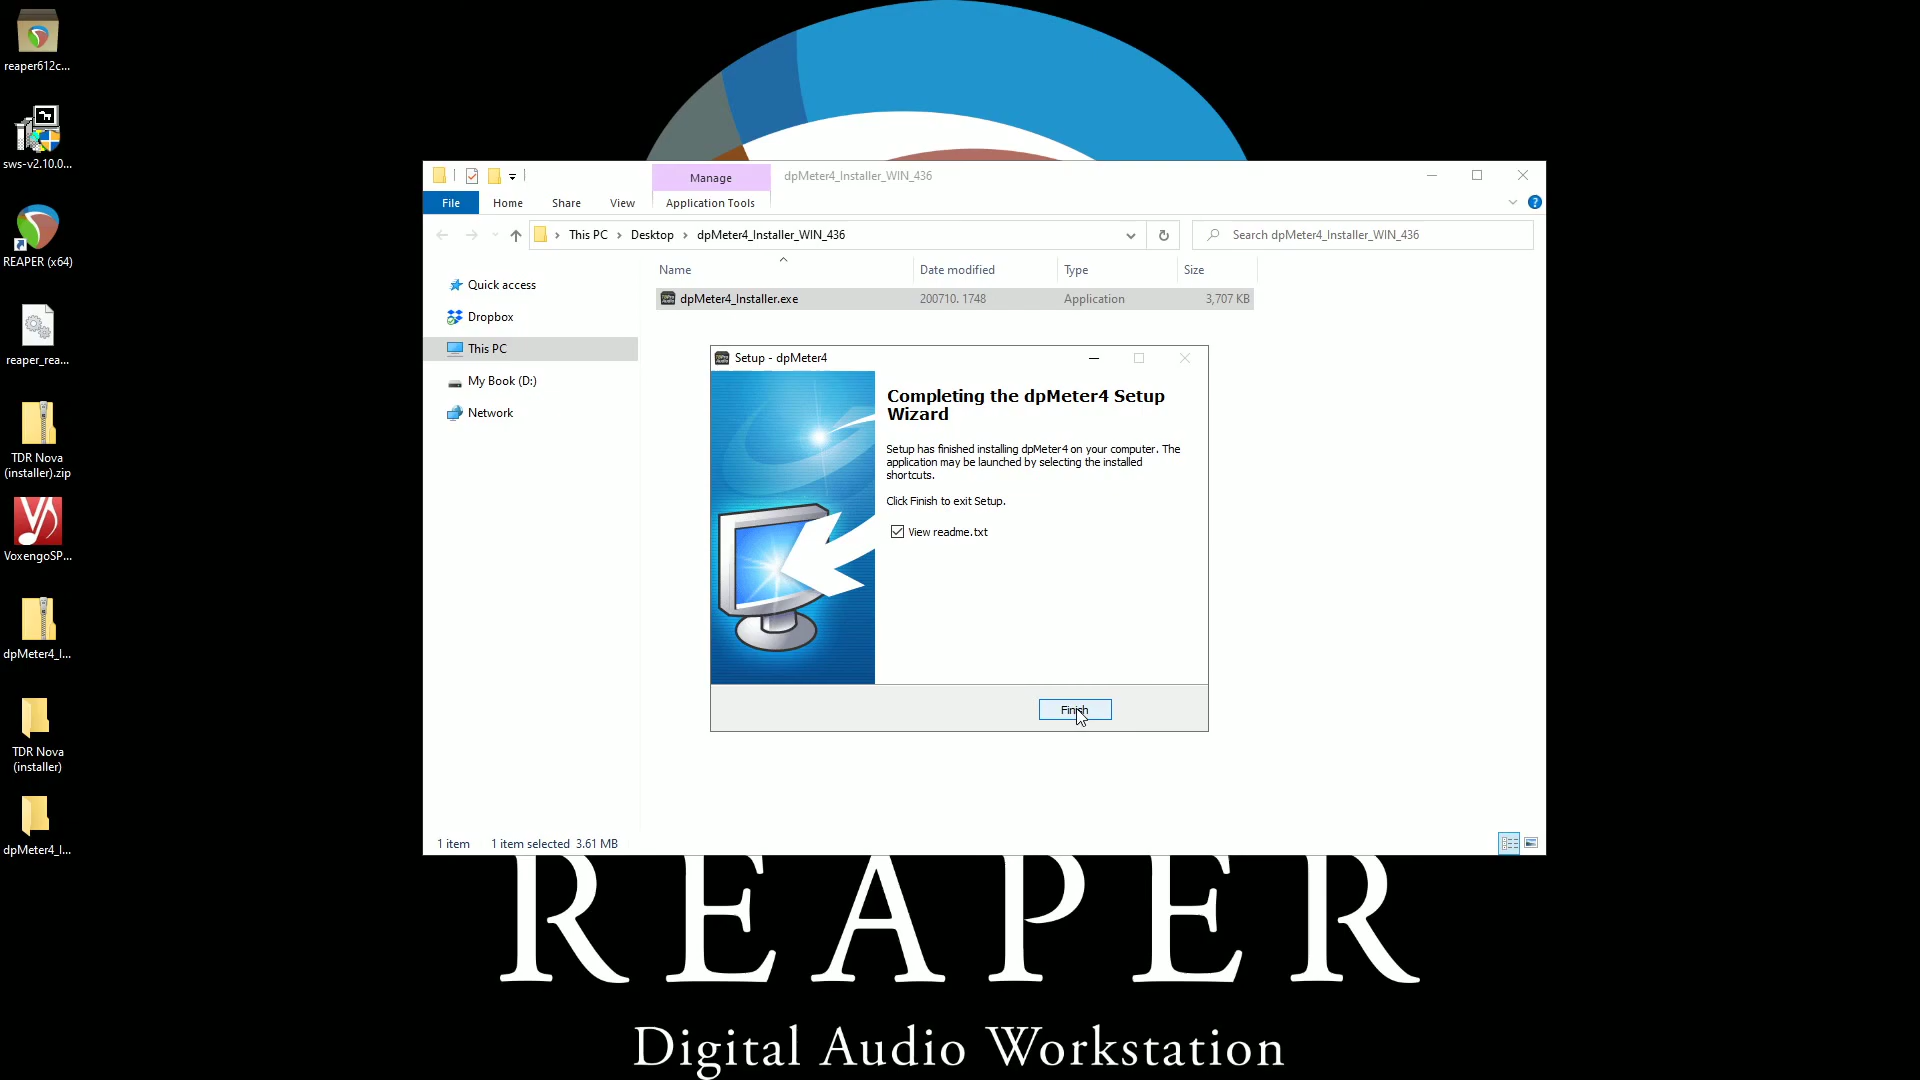 reaper612c...
sws-v2.10.0...
REAPER (x64)
reaper_rea...
TDR Nova
(installer).zip
VoxengoSP...
dpMeter4_I...
TDR Nova
(installer)
dpMeter4_I...
Manage
dpMeter4_Installer_WIN_436
File
Home
Share
View
Application Tools
This PC
Desktop
dpMeter4_Installer_WIN_436
Search dpMeter4_Installer_WIN_436
Name
Date modified
Type
Size
Quick access
Dropbox
This PC
My Book (D:)
Network
dpMeter4_Installer.exe
200710. 1748
Application
3,707 KB
Setup - dpMeter4
Completing the dpMeter4 Setup
Wizard
Setup has finished installing dpMeter4 on your computer. The
application may be launched by selecting the installed
shortcuts.
Click Finish to exit Setup.
View readme.txt
Finish
1 item
1 item selected 3.61 MB
REAPER
Digital Audio Workstation